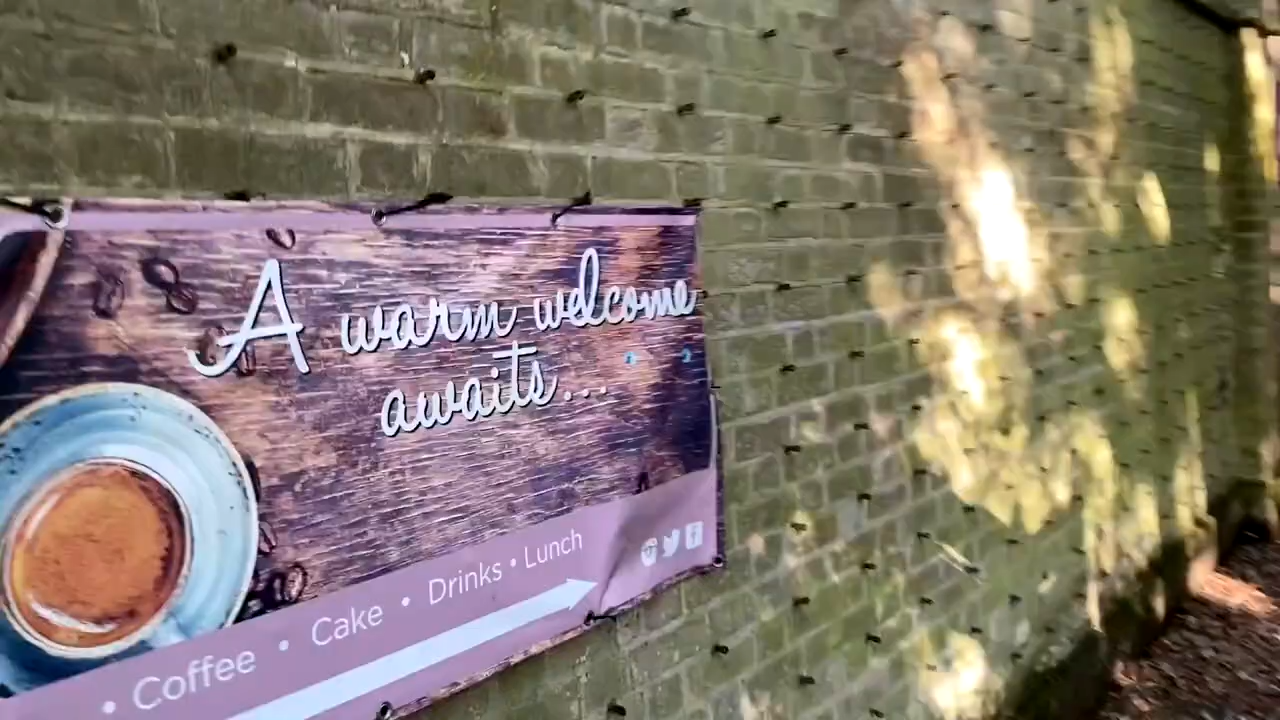 A warm welcome
awaits...
• Coffee • Cake • Drinks • Lunch